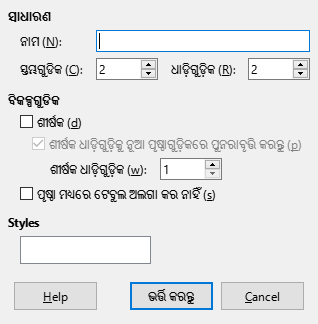 ସାଧାରଣ
ନାମ (N):
ସ୍ତମ୍ଭଗୁଡିକ (C): 2 ଧାଡ଼ିଗୁଡ଼ିକ (R): 2
ବିକଳ୍ପଗୁଡିକ
ଶୀର୍ଷକ (d)
ଶୀର୍ଷକ ଧାଡ଼ିଗୁଡ଼ିକୁ ନୂଆ ପୃଷ୍ଠାଗୁଡିକରେ ପୁନରାବୃତ୍ତି କରନ୍ତୁ (p)
ଶୀର୍ଷକ ଧାଡ଼ିଗୁଡ଼ିକ (w): 1
ପୃଷ୍ଠା ମଧ୍ୟରେ ଟେବୁଲ ଅଲଗା କର ନାହିଁ (s)
Styles
Help ଭର୍ତ୍ତି କରନ୍ତୁ Cancel